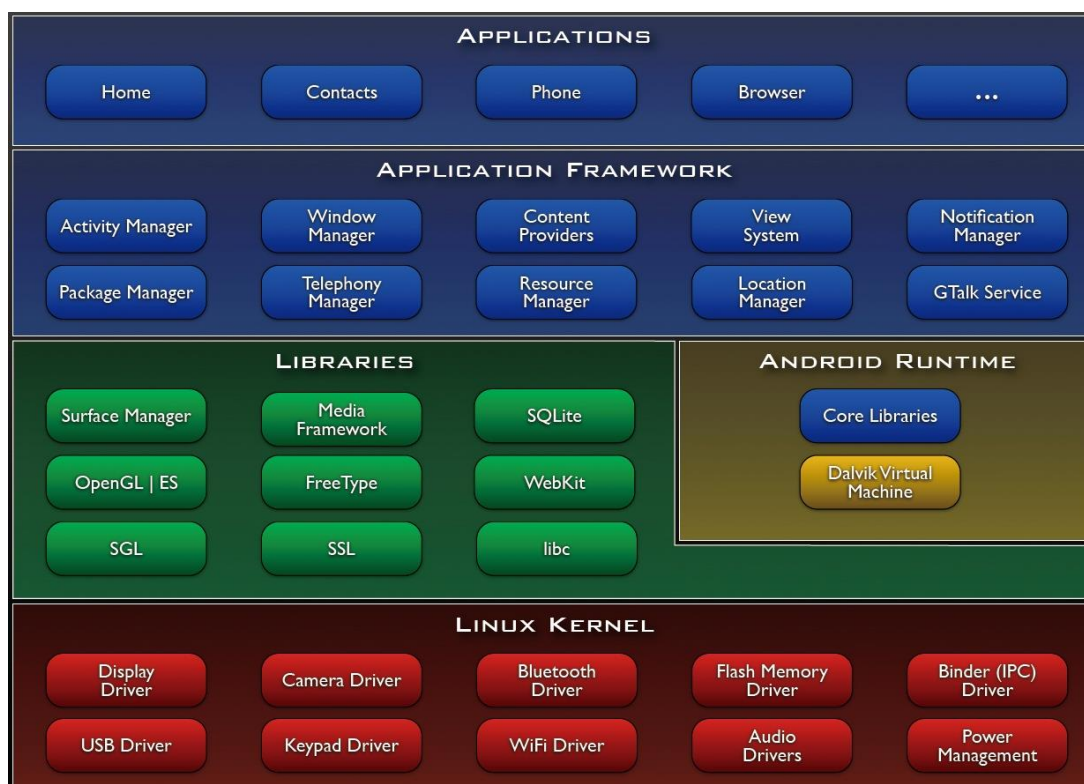 APPLICATIONS
Home
Contacts
Phone
Browser
...
APPLICATION FRAMEWORK
Activity Manager
Window
Manager
Content
Providers
View
System
Notification
Manager
Package Manager
Telephony
Manager
Resource
Manager
Location
Manager
GTalk Service
LIBRARIES
Surface Manager
Media
Framework
SQLite
OpenGL | ES
FreeType
WebKit
SGL
SSL
libc
ANDROID RUNTIME
Core Libraries
Dalvik Virtual
Machine
LINUX KERNEL
Display
Driver
Camera Driver
Bluetooth
Driver
Flash Memory
Driver
Binder (IPC)
Driver
USB Driver
Keypad Driver
WiFi Driver
Audio
Drivers
Power
Management